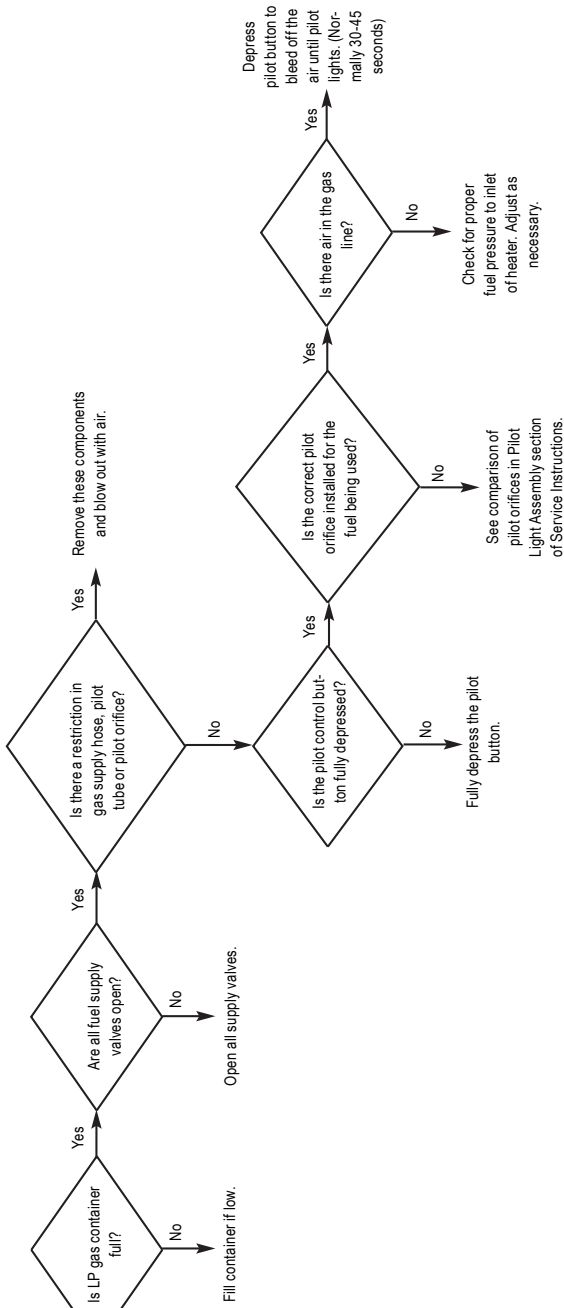 Is LP gas container
full?
Yes
No
Fill container if low.
Are all fuel supply
valves open?
Yes
No
Open all supply valves.
Is there a restriction in
gas supply hose, pilot
tube or pilot orifice?
Yes
Remove these components
and blow out with air.
No
Is the pilot control but-
ton fully depressed?
No
Fully depress the pilot
button.
Yes
Is the correct pilot
orifice installed for the
fuel being used?
No
See comparison of
pilot orifices in Pilot
Light Assembly section
of Service Instructions.
Yes
Is there air in the gas
line?
No
Check for proper
fuel pressure to inlet
of heater. Adjust as
necessary.
Yes
Depress
pilot button to
bleed off the
air until pilot
lights. (Nor-
mally 30-45
seconds)